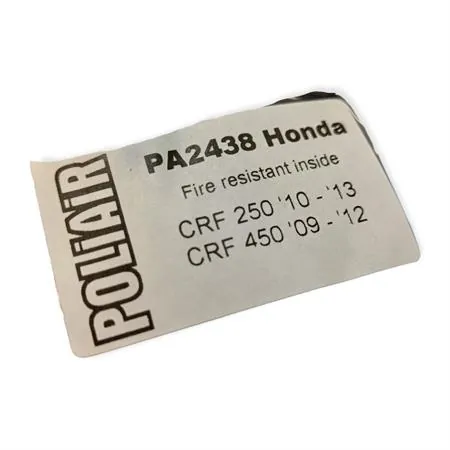 POLiAiR
PA2438 Honda
Fire resistant inside
CRF 250 '10 - '13
CRF 450 '09 - '12